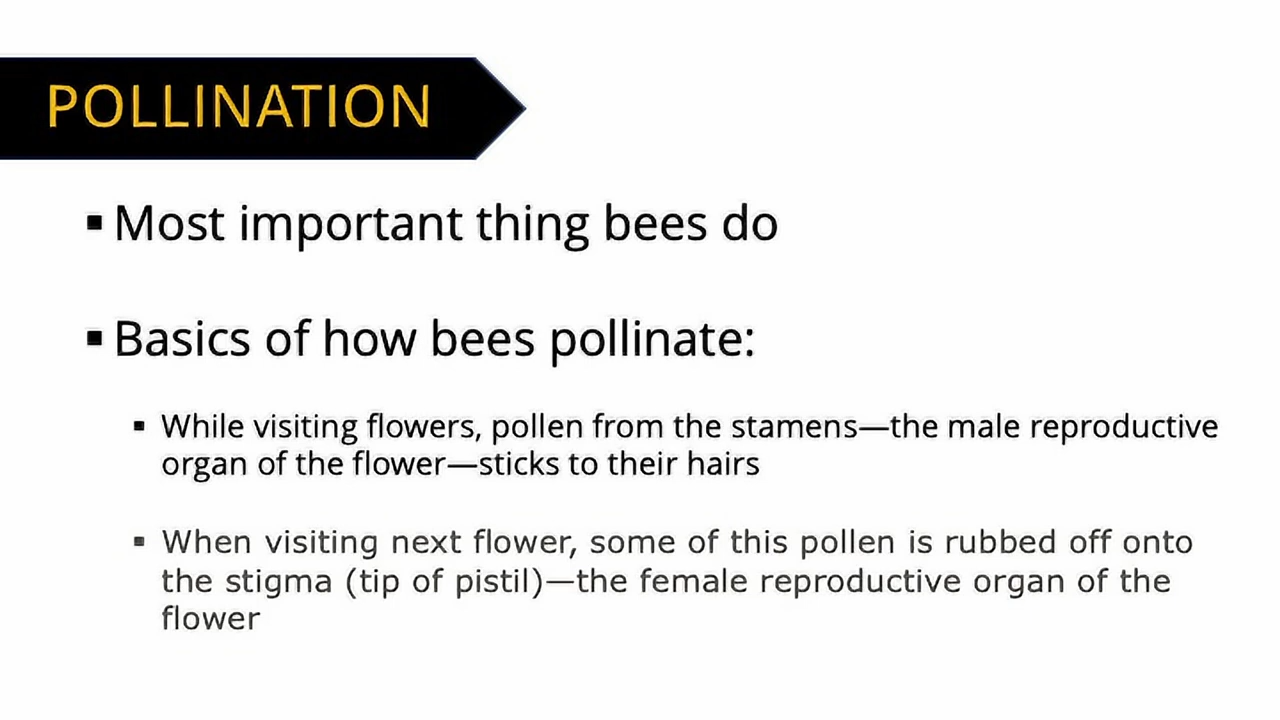 POLLINATION
▪ Most important thing bees do
▪ Basics of how bees pollinate:
▪ While visiting flowers, pollen from the stamens—the male reproductive
organ of the flower—sticks to their hairs
▪ When visiting next flower, some of this pollen is rubbed off onto
the stigma (tip of pistil)—the female reproductive organ of the
flower